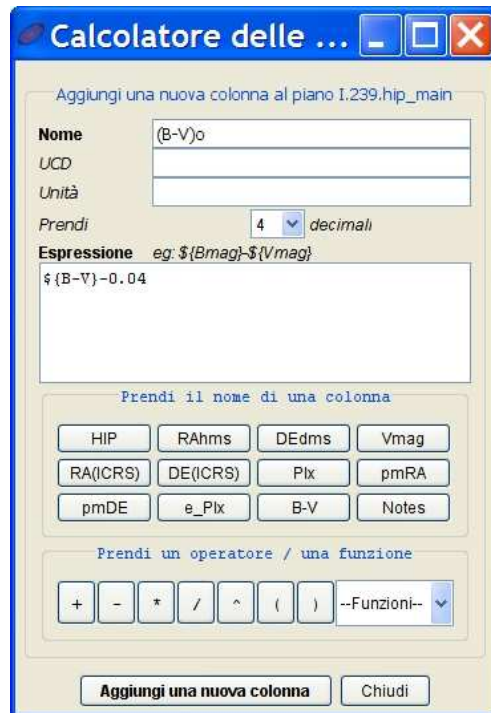 Calcolatore delle ...
Aggiungi una nuova colonna al piano I.239.hip_main
Nome (B-V)o
UCD
Unità
Prendi 4 decimali
Espressione eg: ${Bmag}-${Vmag}
${B-V}-0.04
Prendi il nome di una colonna
HIP RAhms DEdms Vmag
RA(ICRS) DE(ICRS) Plx pmRA
pmDE e_Plx B-V Notes
Prendi un operatore / una funzione
+ - * / ^ ( ) --Funzioni--
Aggiungi una nuova colonna Chiudi